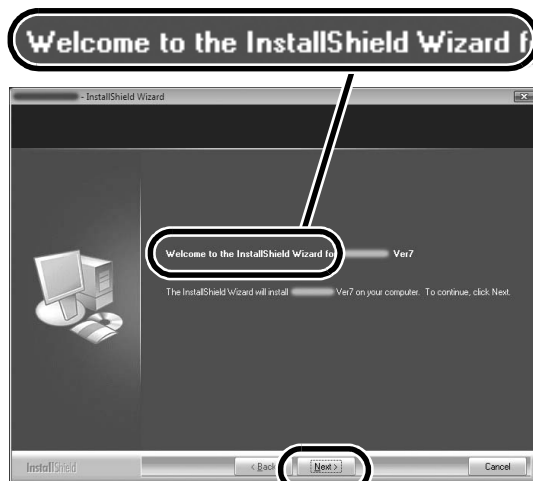 Welcome to the InstallShield Wizard f
- InstallShield Wizard
Welcome to the InstallShield Wizard fo Ver7
The InstallShield Wizard will install Ver7 on your computer. To continue, click Next.
InstallShield
< Back
Next >
Cancel